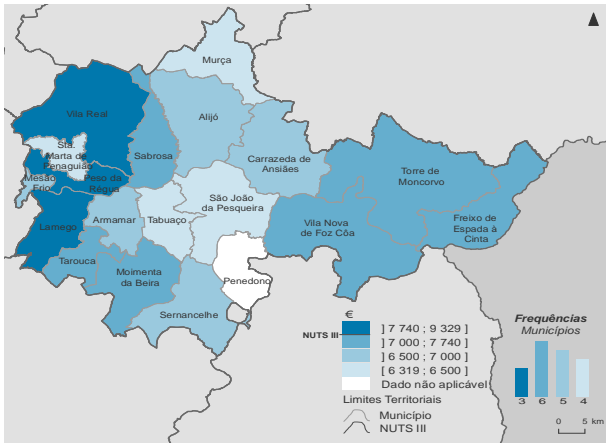 Murça
Vila Real
Alijó
Sta.
Marta de
Penaguião
Sabrosa
Carrazeda de
Ansiães
Mesão
Frio
Peso da
Régua
Torre de
Moncorvo
São João
da Pesqueira
Lamego
Armamar
Tabuaço
Vila Nova
de Foz Côa
Freixo de
Espada à
Cinta
Tarouca
Moimenta
da Beira
Penedono
Sernancelhe
€
NUTS III
] 7 740 ; 9 329 ]
] 7 000 ; 7 740 ]
] 6 500 ; 7 000 ]
[ 6 319 ; 6 500 ]
Dado não aplicável
Limites Territoriais
Município
NUTS III
Frequências
Municípios
3 6 5 4
0 5 km